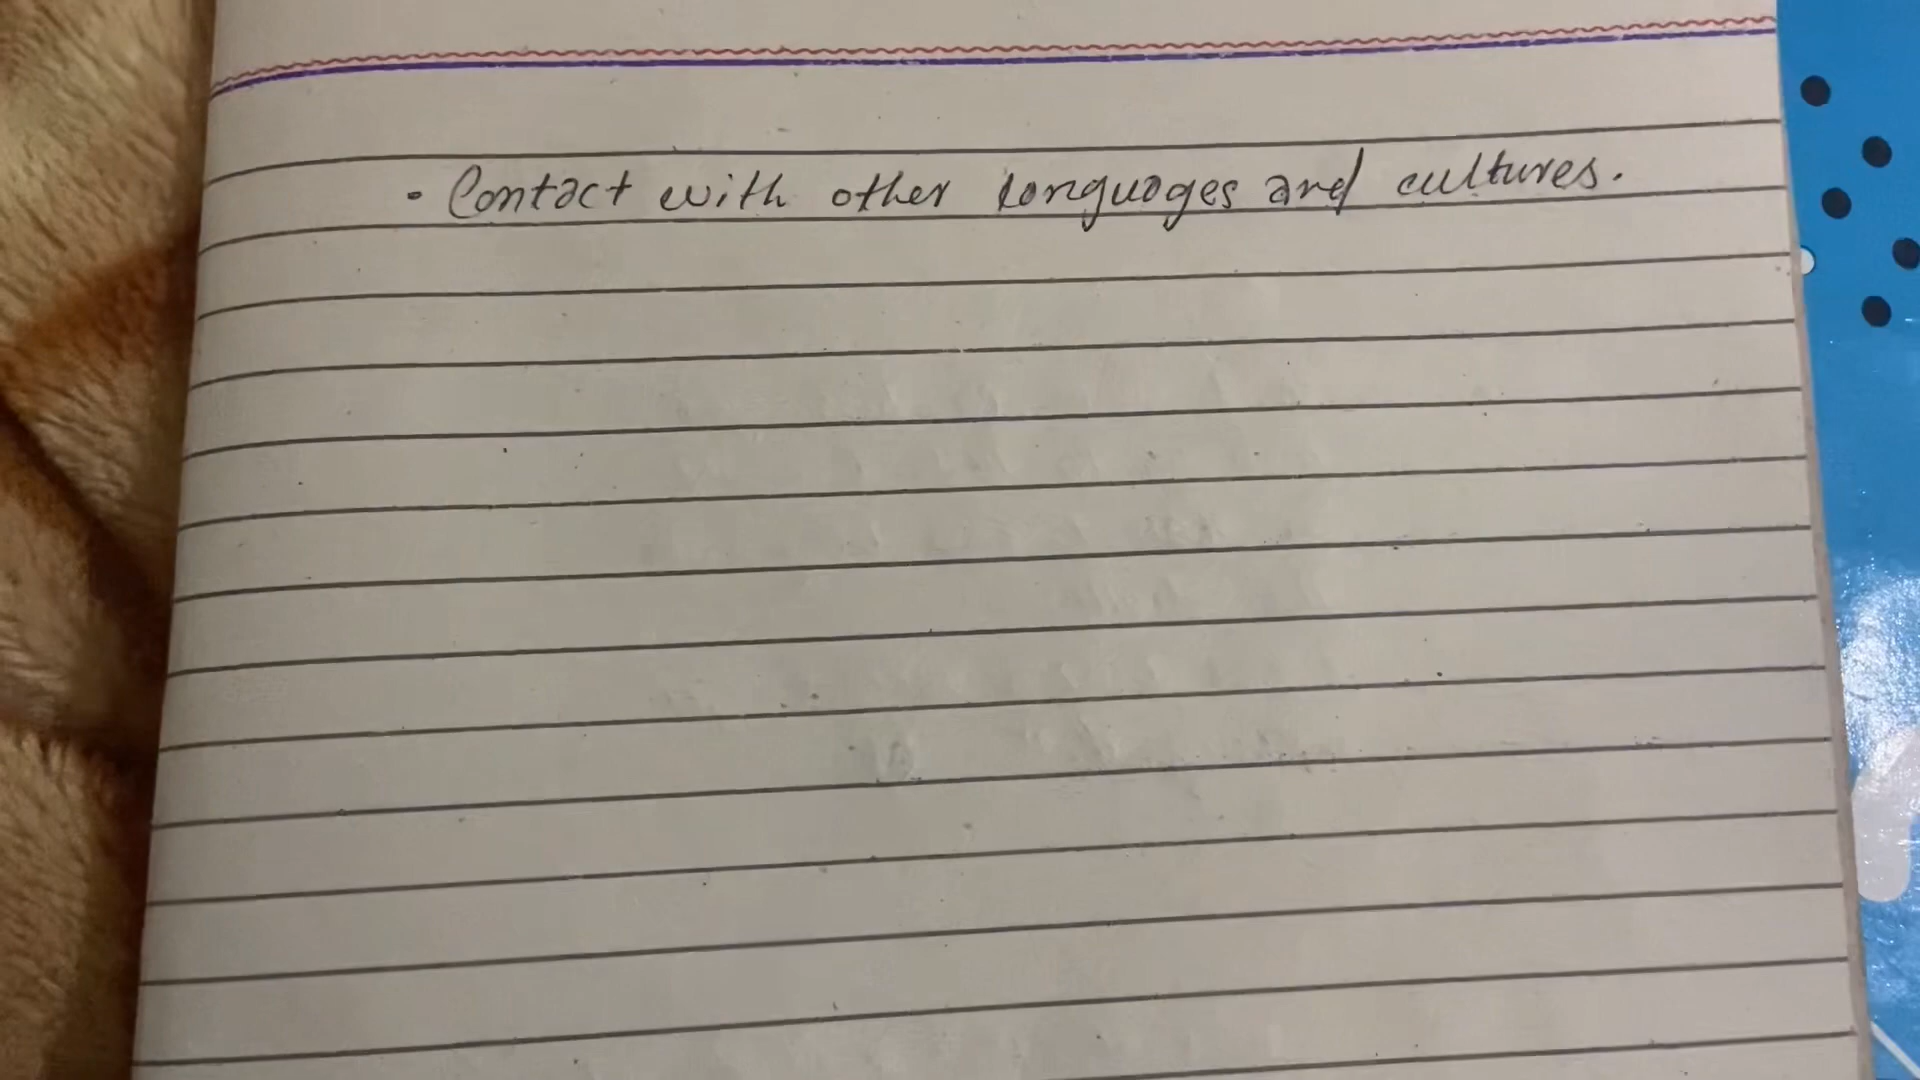 • Contact with other languages and cultures.